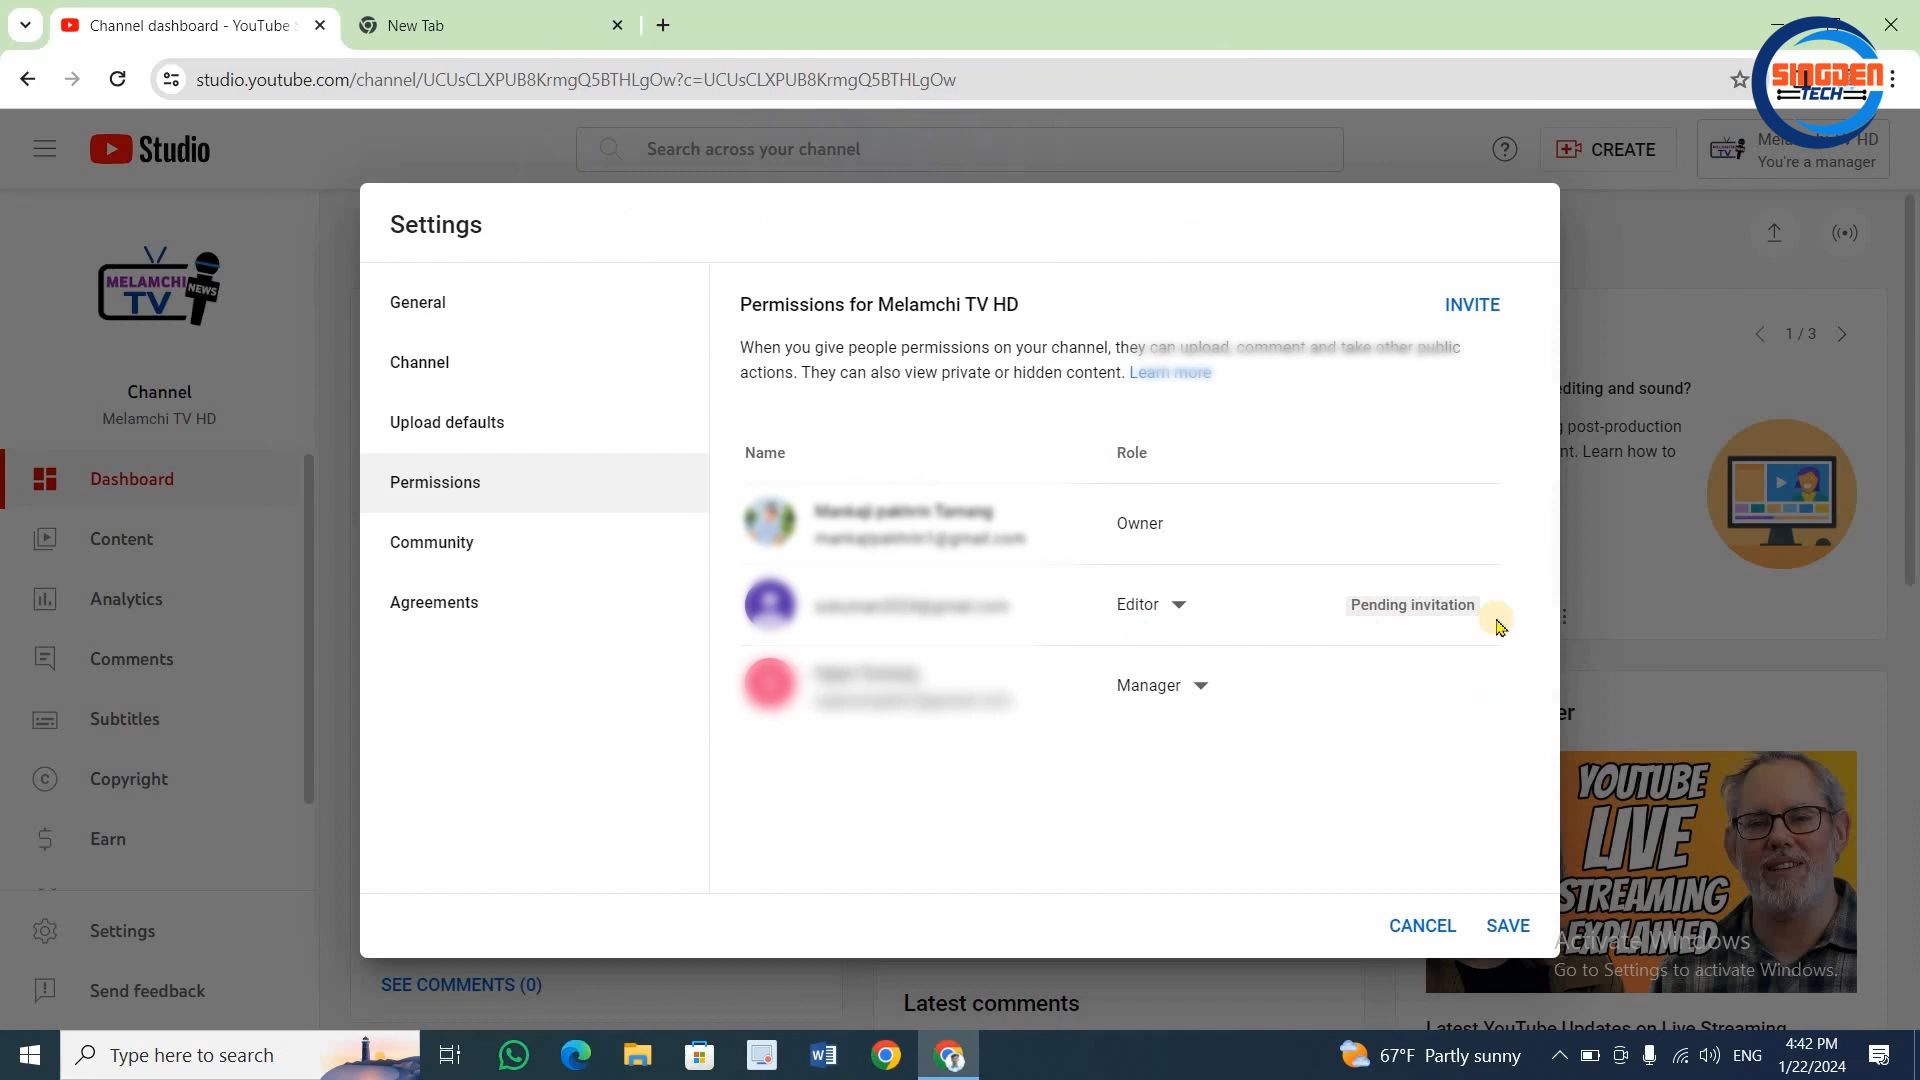 Channel dashboard - YouTube S
New Tab
studio.youtube.com/channel/UCUsCLXPUB8KrmgQ5BTHLgOw?c=UCUsCLXPUB8KrmgQ5BTHLgOw
SINGDEN
TECH
Studio
Search across your channel
CREATE
HD
You're a manager
Settings
MELAMCHI
TV
NEWS
Channel
Melamchi TV HD
Dashboard
Content
Analytics
Comments
Subtitles
Copyright
Earn
Settings
Send feedback
General
Channel
Upload defaults
Permissions
Community
Agreements
Permissions for Melamchi TV HD
INVITE
When you give people permissions on your channel, they can upload, comment and take other public
actions. They can also view private or hidden content. Learn more
Name
Role
Owner
Editor
Pending invitation
Manager
CANCEL
SAVE
1 / 3
editing and sound?
post-production
nt. Learn how to
er
YOUTUBE
LIVE
STREAMING
EXPLAINED
Activate Windows
Go to Settings to activate Windows.
SEE COMMENTS (0)
Latest comments
Latest YouTube Updates on Live Streaming
Type here to search
67°F Partly sunny
ENG
4:42 PM
1/22/2024